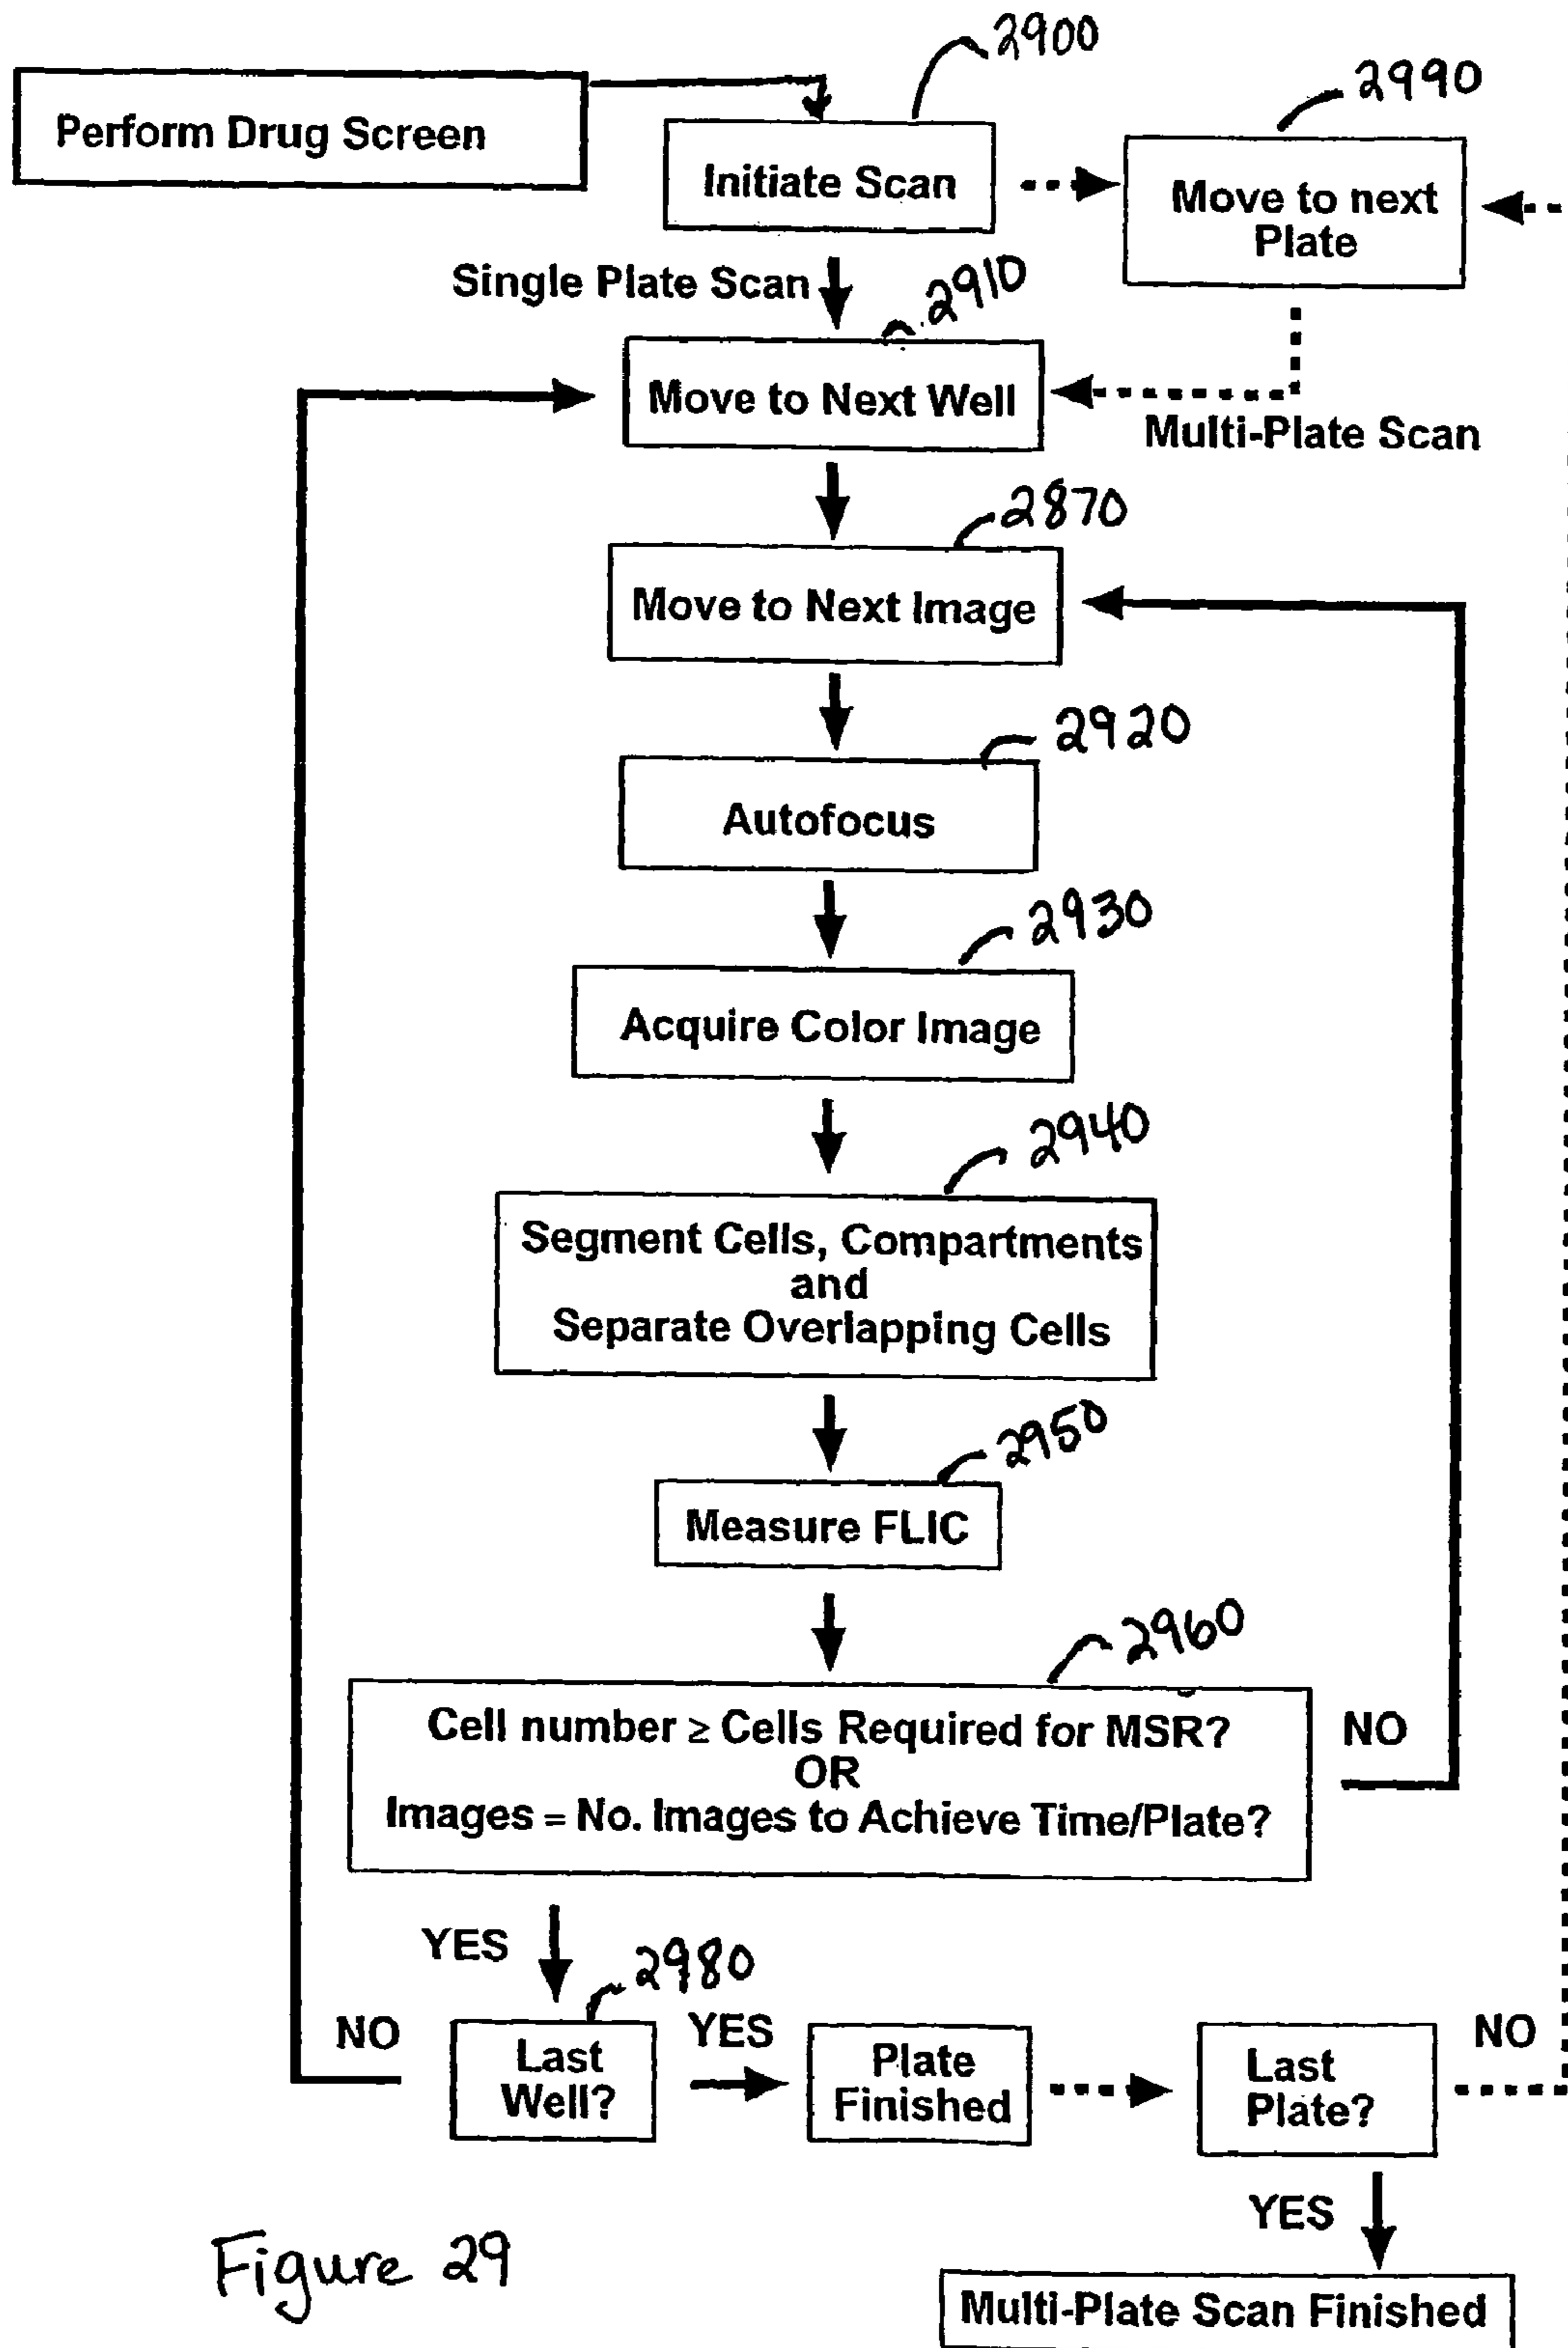 2900
2990
Perform Drug Screen
Initiate Scan
Move to next
Plate
Single Plate Scan
2910
Move to Next Well
Multi-Plate Scan
2870
Move to Next Image
2920
Autofocus
2930
Acquire Color Image
2940
Segment Cells, Compartments
and
Separate Overlapping Cells
2950
Measure FLIC
2960
Cell number ≥ Cells Required for MSR?
OR
Images = No. Images to Achieve Time/Plate?
NO
YES
2980
NO
Last
Well?
YES
Plate
Finished
Last
Plate?
NO
YES
Figure 29
Multi-Plate Scan Finished